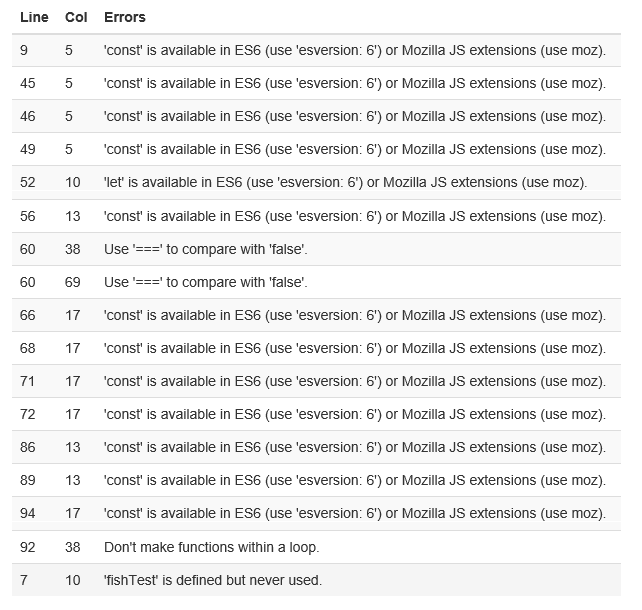 Line Col Errors
9 5 'const' is available in ES6 (use 'esversion: 6') or Mozilla JS extensions (use moz).
45 5 'const' is available in ES6 (use 'esversion: 6') or Mozilla JS extensions (use moz).
46 5 'const' is available in ES6 (use 'esversion: 6') or Mozilla JS extensions (use moz).
49 5 'const' is available in ES6 (use 'esversion: 6') or Mozilla JS extensions (use moz).
52 10 'let' is available in ES6 (use 'esversion: 6') or Mozilla JS extensions (use moz).
56 13 'const' is available in ES6 (use 'esversion: 6') or Mozilla JS extensions (use moz).
60 38 Use '===' to compare with 'false'.
60 69 Use '===' to compare with 'false'.
66 17 'const' is available in ES6 (use 'esversion: 6') or Mozilla JS extensions (use moz).
68 17 'const' is available in ES6 (use 'esversion: 6') or Mozilla JS extensions (use moz).
71 17 'const' is available in ES6 (use 'esversion: 6') or Mozilla JS extensions (use moz).
72 17 'const' is available in ES6 (use 'esversion: 6') or Mozilla JS extensions (use moz).
86 13 'const' is available in ES6 (use 'esversion: 6') or Mozilla JS extensions (use moz).
89 13 'const' is available in ES6 (use 'esversion: 6') or Mozilla JS extensions (use moz).
94 17 'const' is available in ES6 (use 'esversion: 6') or Mozilla JS extensions (use moz).
92 38 Don't make functions within a loop.
7 10 'fishTest' is defined but never used.